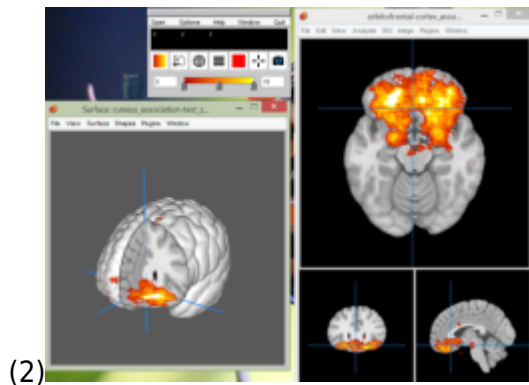 Open Options Help Window Quit
x y z
Surface: cuneus_association-test_z...
File View Surface Shapes Plugins Window
orbitofrontal-cortex_asso...
File Edit View Analysis ROI Image Plugins Window
(2)